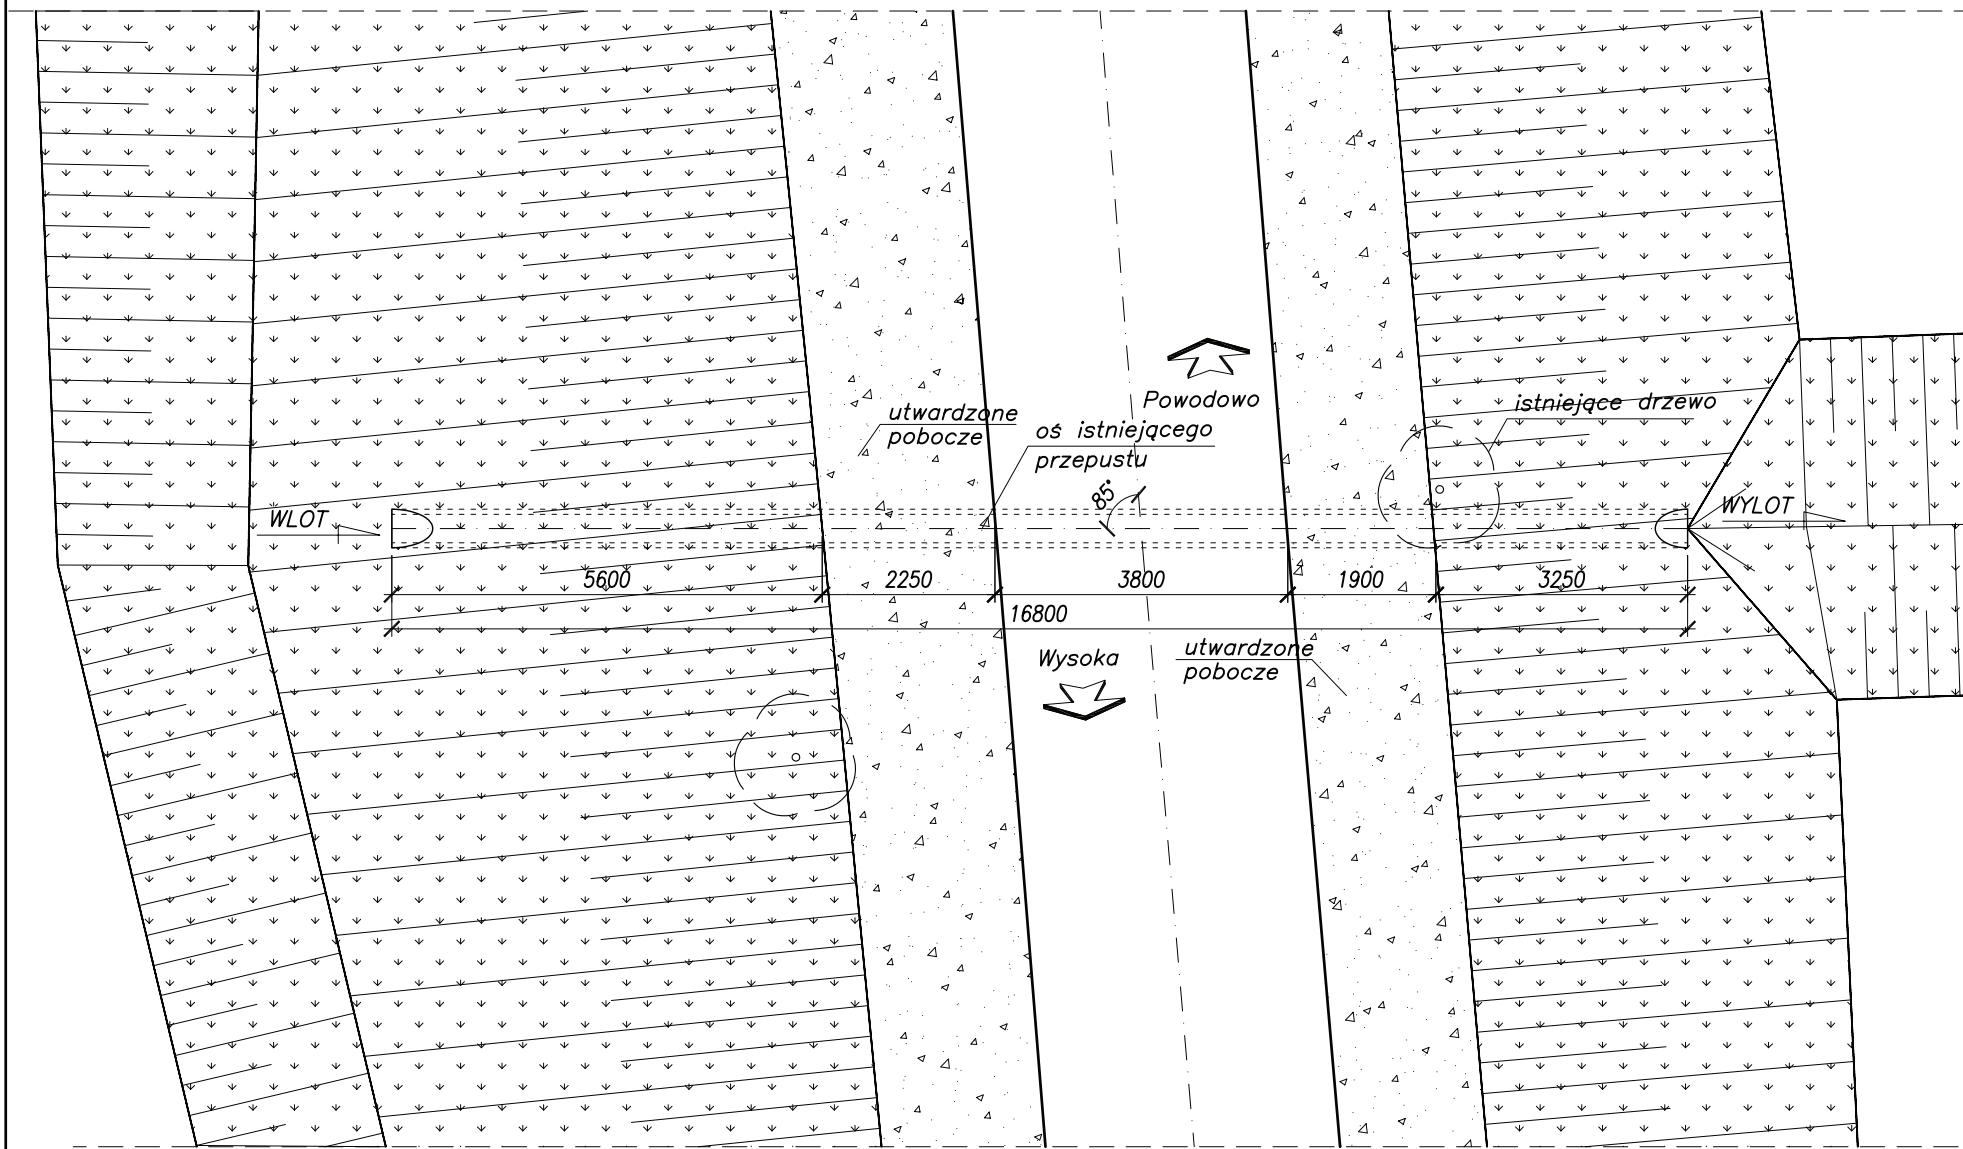 Powodowo
utwardzone
pobocze
oś istniejącego
przepustu
istniejące drzewo
85°
WLOT
WYLOT
5600
2250
3800
1900
3250
16800
Wysoka
utwardzone
pobocze